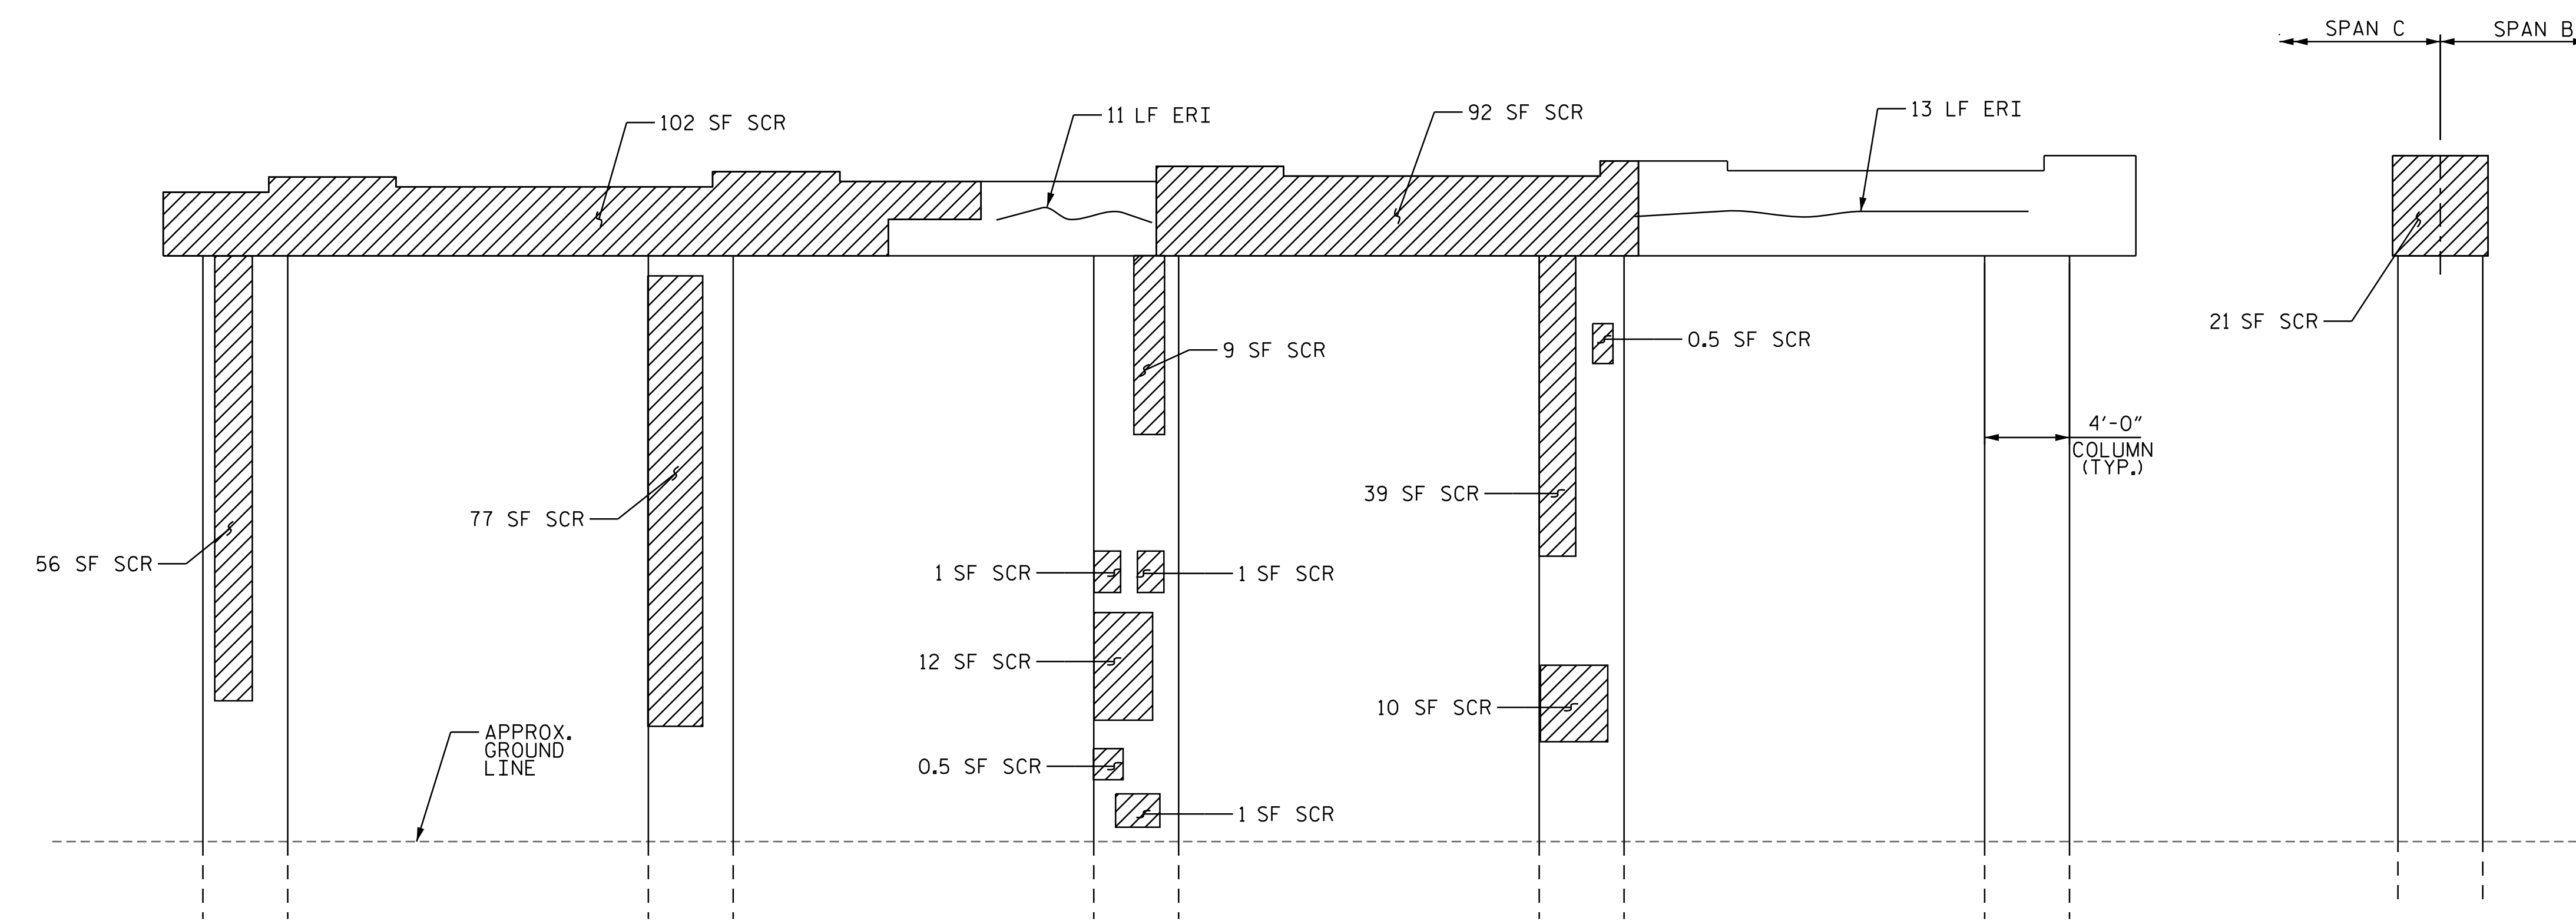 SPAN C
SPAN B
102 SF SCR
11 LF ERI
92 SF SCR
13 LF ERI
21 SF SCR
9 SF SCR
0.5 SF SCR
4'-0"
COLUMN
(TYP.)
39 SF SCR
77 SF SCR
56 SF SCR
1 SF SCR
1 SF SCR
12 SF SCR
10 SF SCR
APPROX.
GROUND
LINE
0.5 SF SCR
1 SF SCR